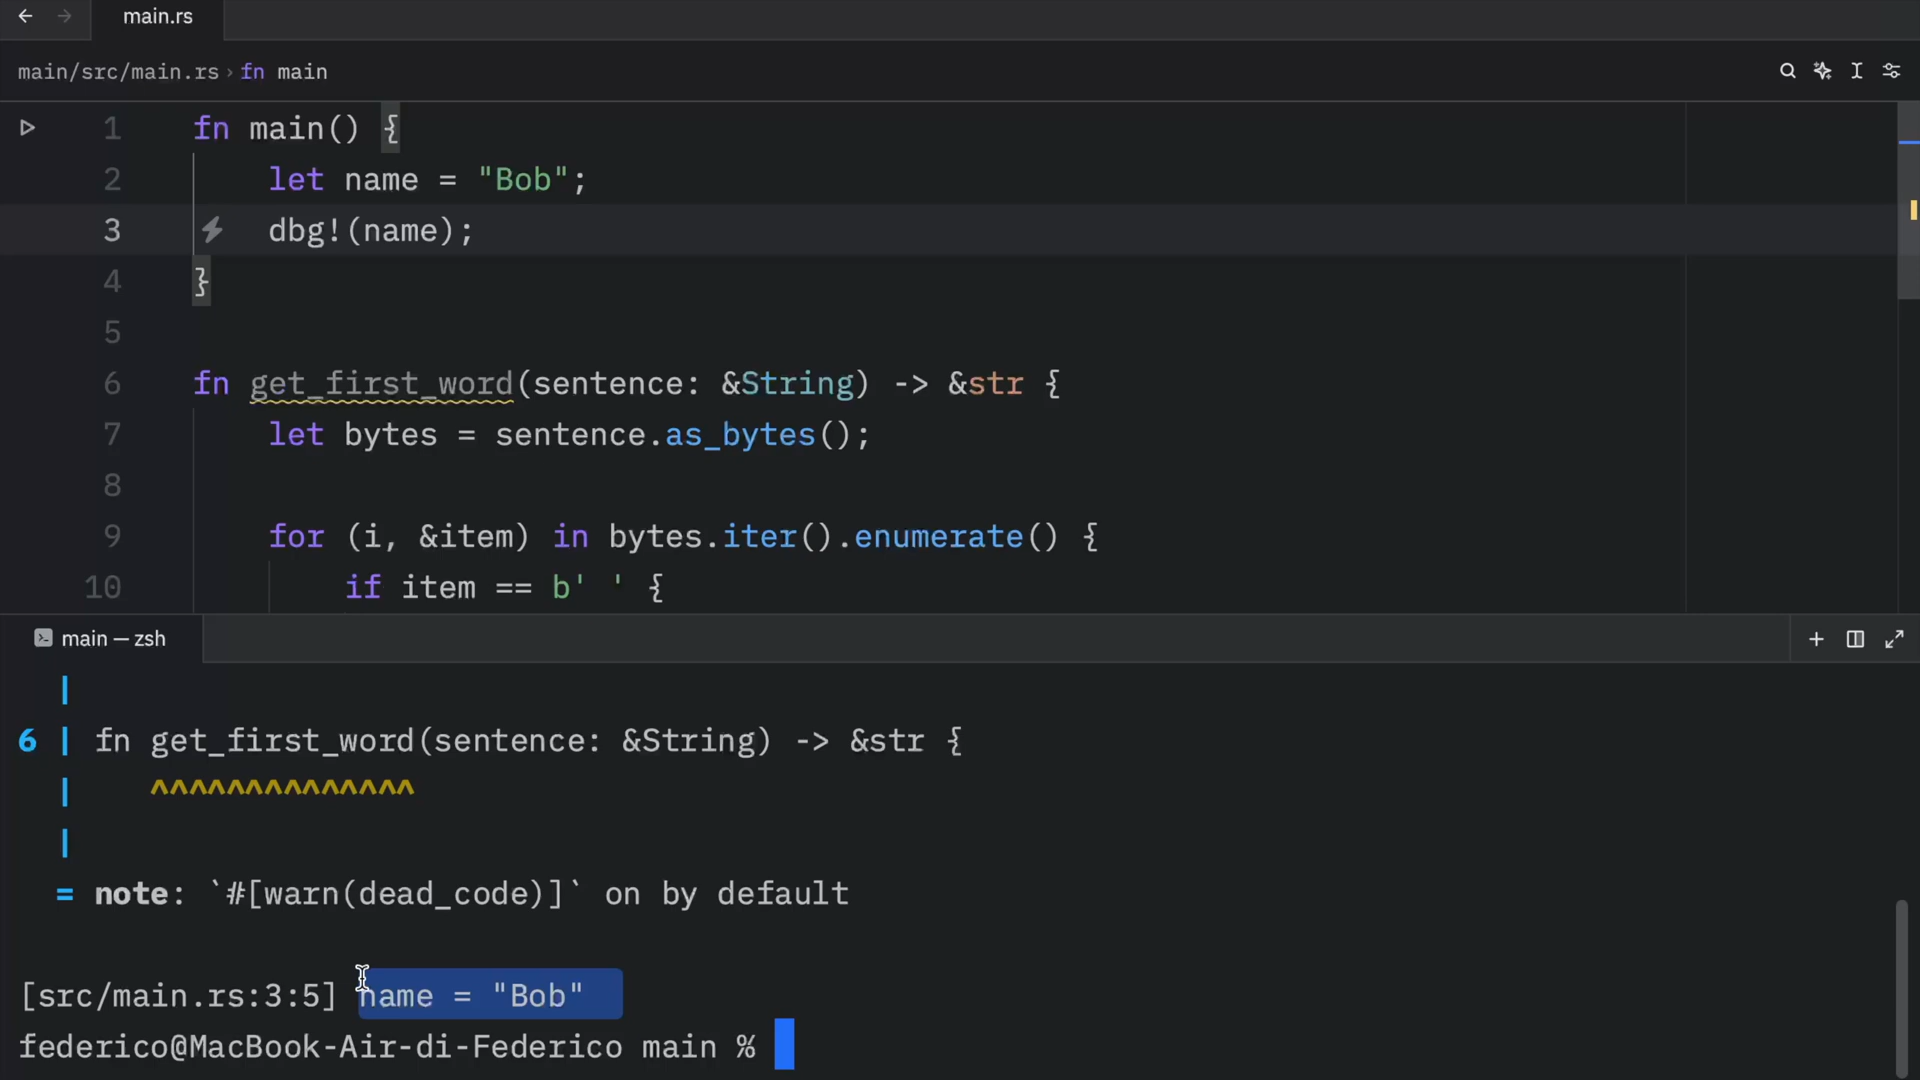 main.rs
main/src/main.rs › fn main
1 fn main() {
2 let name = "Bob";
3 dbg!(name);
4 }
5
6 fn get_first_word(sentence: &String) -> &str {
7 let bytes = sentence.as_bytes();
8
9 for (i, &item) in bytes.iter().enumerate() {
10 if item == b' ' {
main — zsh
|
6 | fn get_first_word(sentence: &String) -> &str {
| ^^^^^^^^^^^^^^
|
= note: `#[warn(dead_code)]` on by default
[src/main.rs:3:5] name = "Bob"
federico@MacBook-Air-di-Federico main %